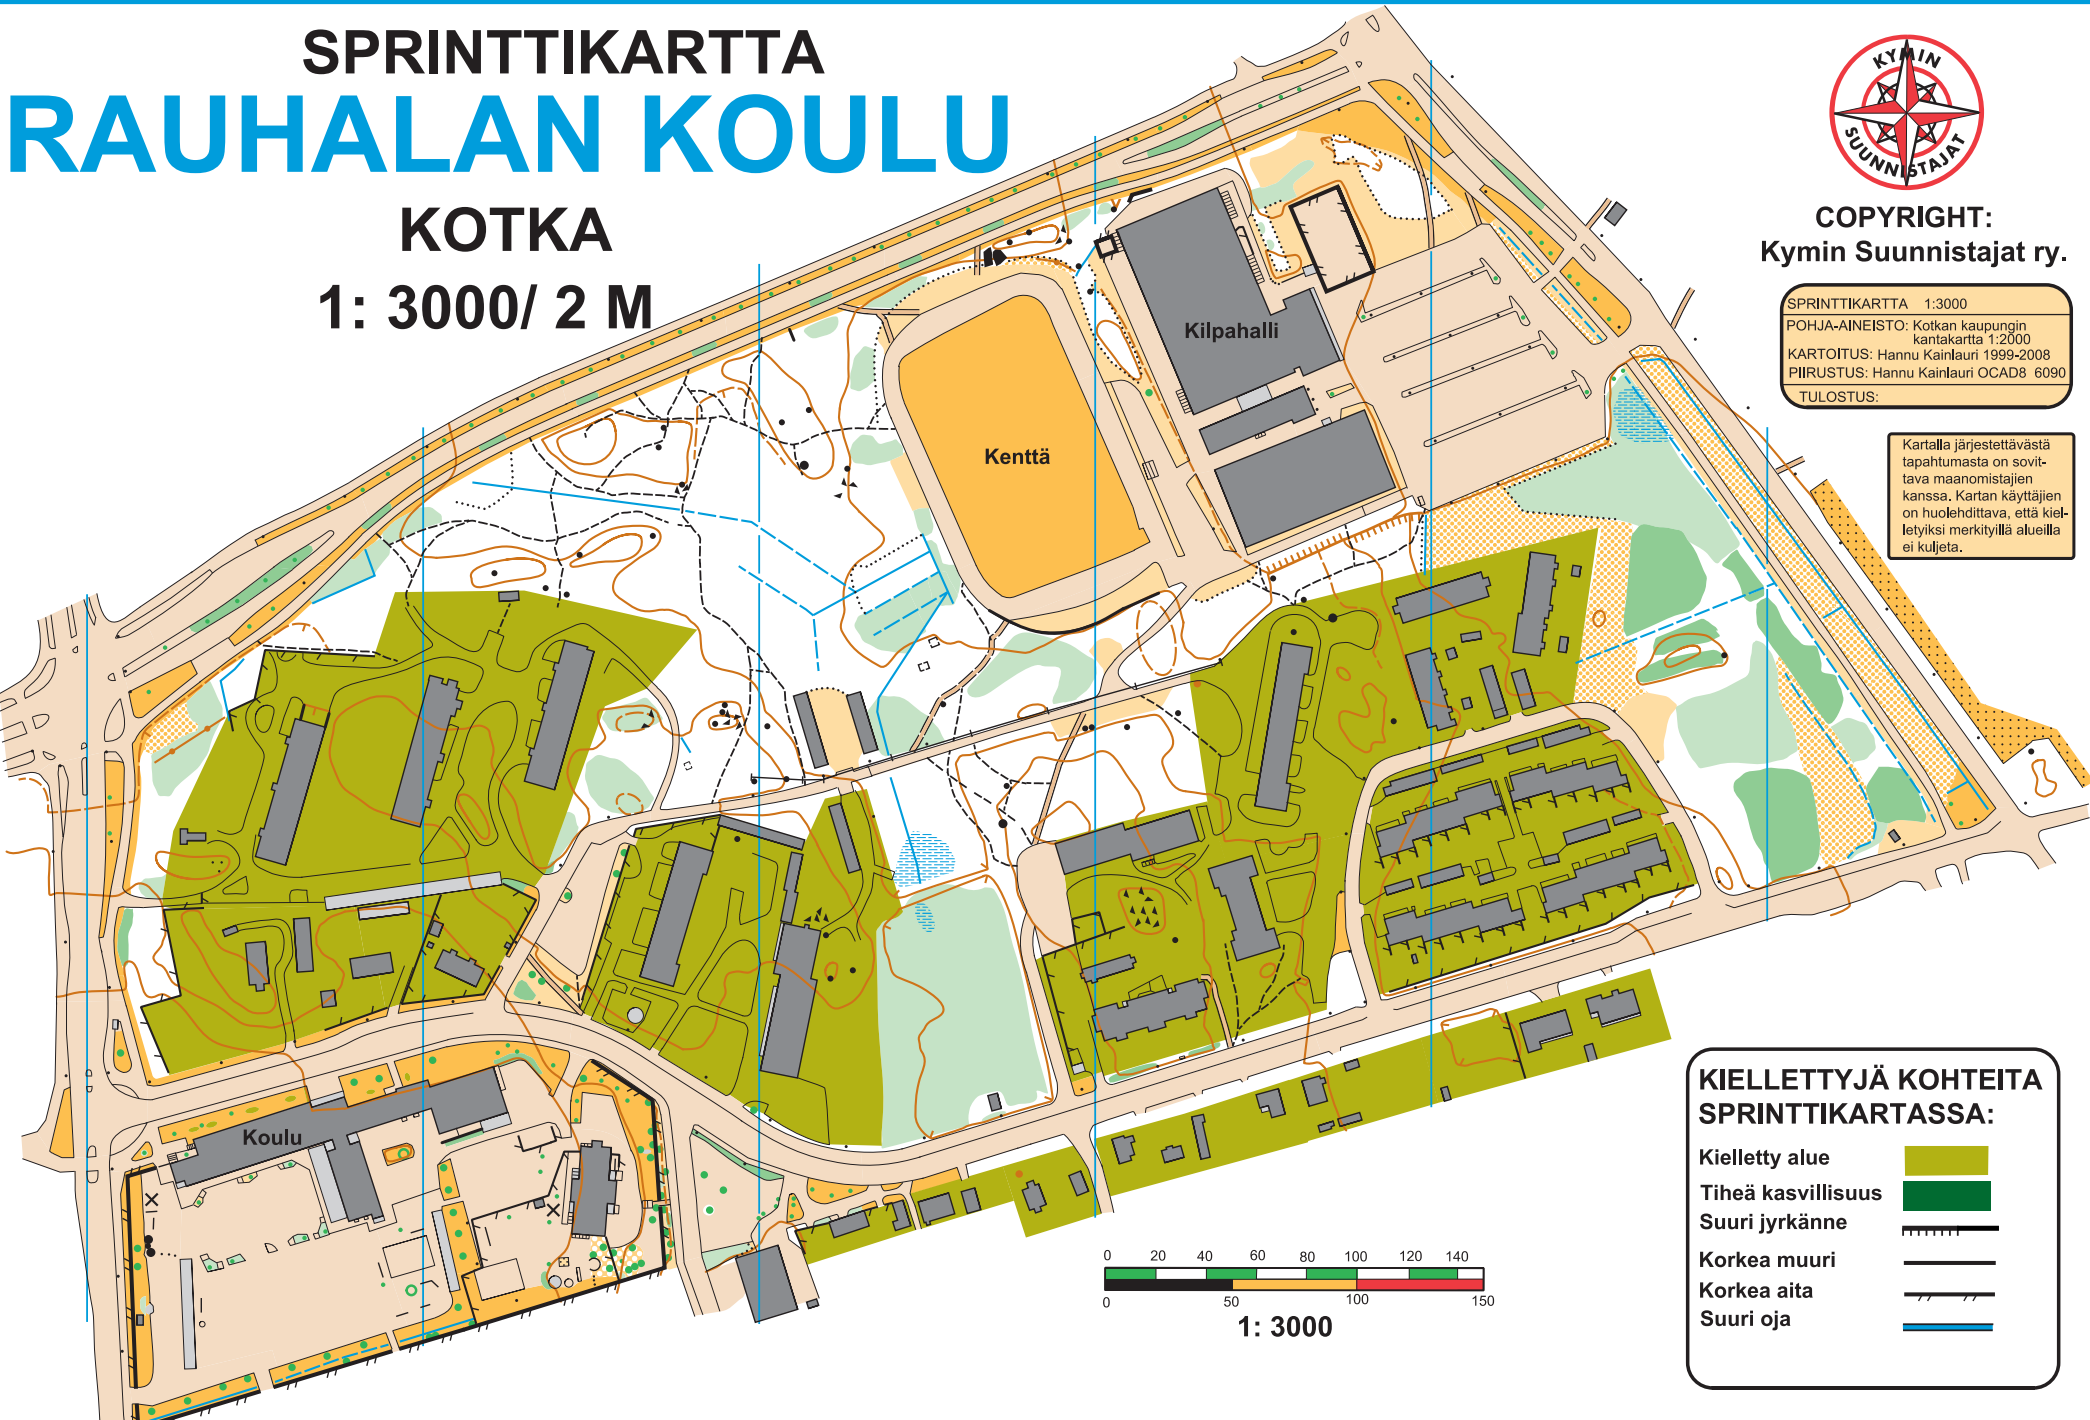 SPRINTTIKARTTA
RAUHALAN KOULU
KOTKA
1: 3000/ 2 M
KYMIN
SUUNNISTAJAT
COPYRIGHT:
Kymin Suunnistajat ry.
SPRINTTIKARTTA 1:3000
POHJA-AINEISTO: Kotkan kaupungin
kantakartta 1:2000
KARTOITUS: Hannu Kainlauri 1999-2008
PIIRUSTUS: Hannu Kainlauri OCAD8 6090
TULOSTUS:
Kartalla järjestettävästä
tapahtumasta on sovit-
tava maanomistajien
kanssa. Kartan käyttäjien
on huolehdittava, että kiel-
letyiksi merkityillä alueilla
ei kuljeta.
Kilpahalli
Kenttä
Koulu
KIELLETTYJÄ KOHTEITA
SPRINTTIKARTASSA:
Kielletty alue
Tiheä kasvillisuus
Suuri jyrkänne
Korkea muuri
Korkea aita
Suuri oja
0 20 40 60 80 100 120 140
0 50 100 150
1: 3000